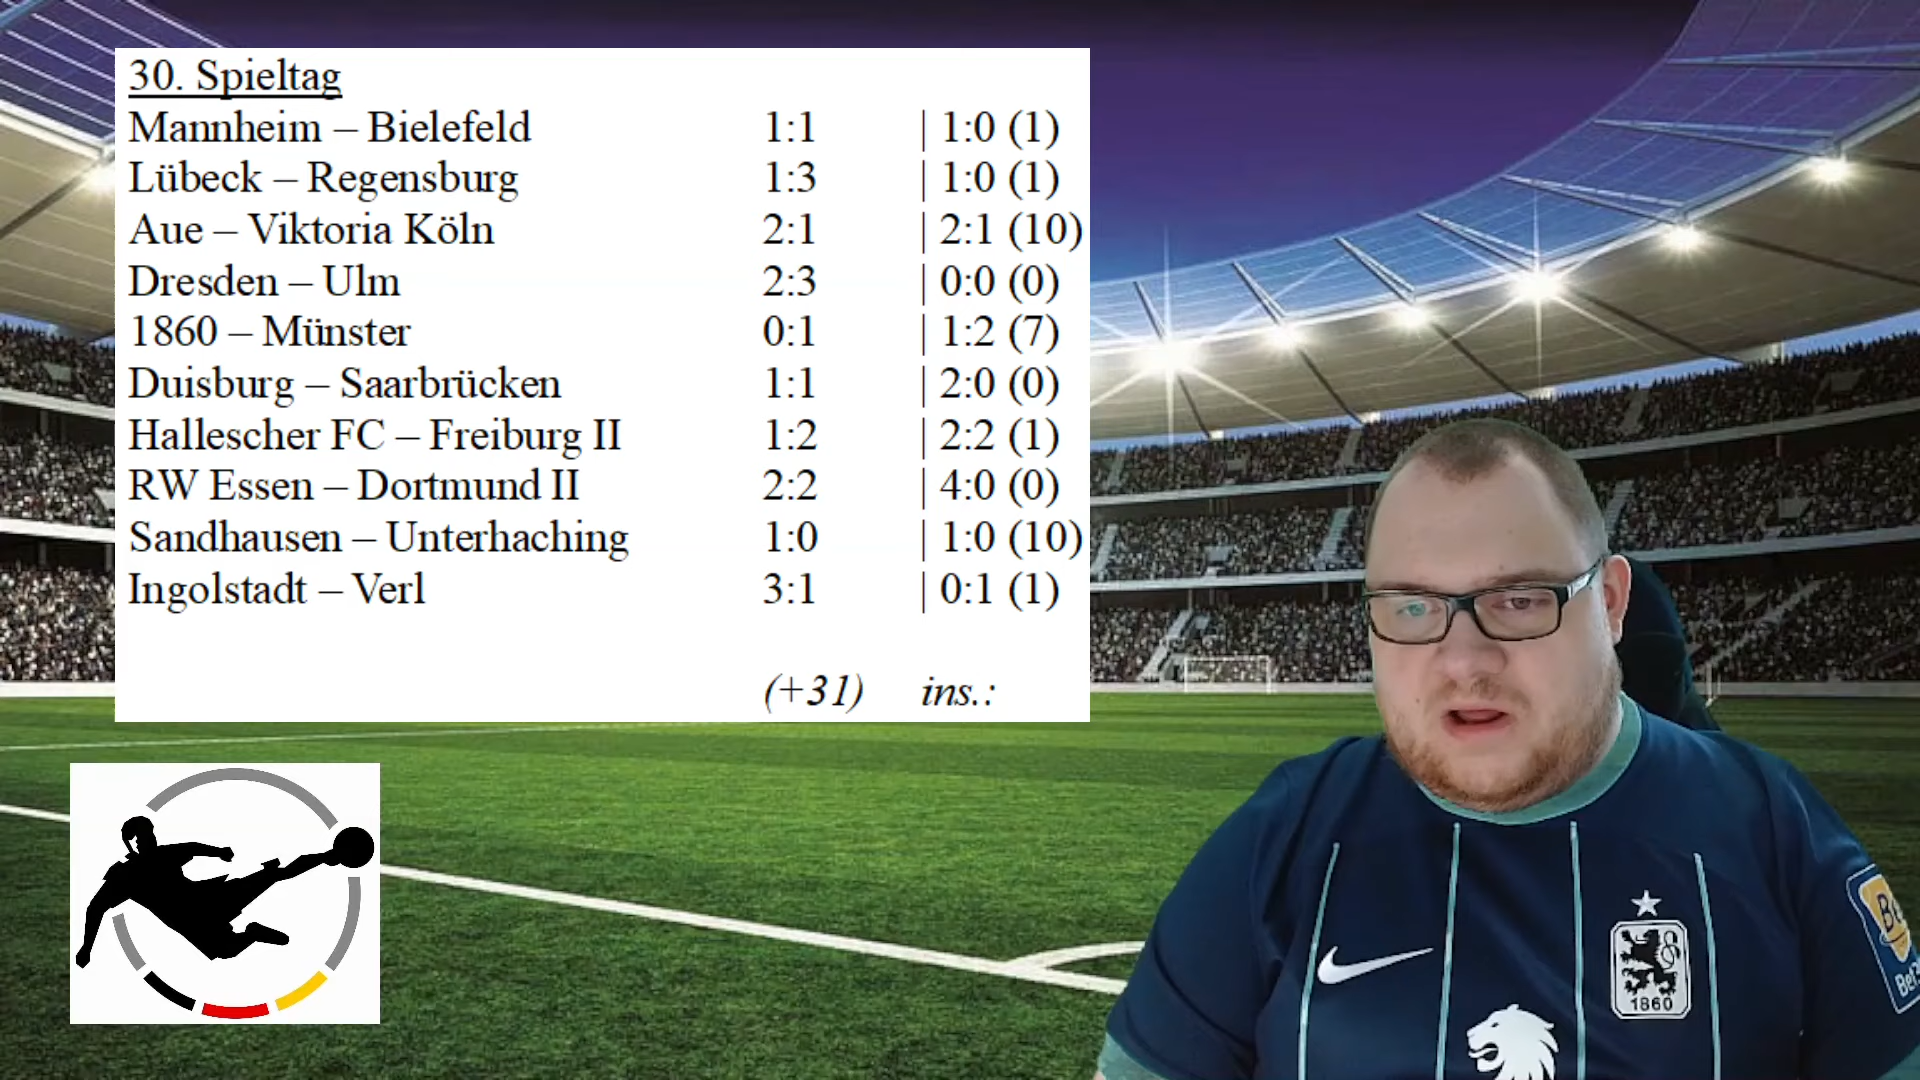 30. Spieltag
Mannheim – Bielefeld 1:1 | 1:0 (1)
Lübeck – Regensburg 1:3 | 1:0 (1)
Aue – Viktoria Köln 2:1 | 2:1 (10)
Dresden – Ulm 2:3 | 0:0 (0)
1860 – Münster 0:1 | 1:2 (7)
Duisburg – Saarbrücken 1:1 | 2:0 (0)
Hallescher FC – Freiburg II 1:2 | 2:2 (1)
RW Essen – Dortmund II 2:2 | 4:0 (0)
Sandhausen – Unterhaching 1:0 | 1:0 (10)
Ingolstadt – Verl 3:1 | 0:1 (1)
(+31) ins.:
1860